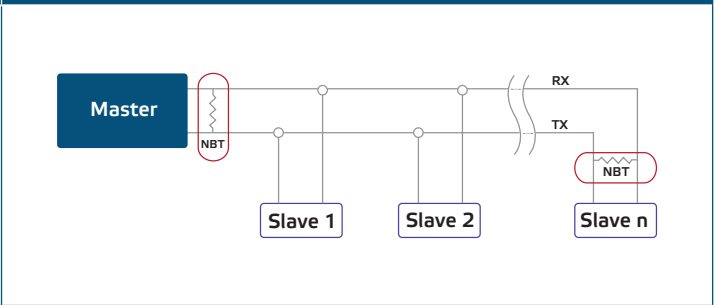 Master
NBT
RX
TX
NBT
Slave 1
Slave 2
Slave n